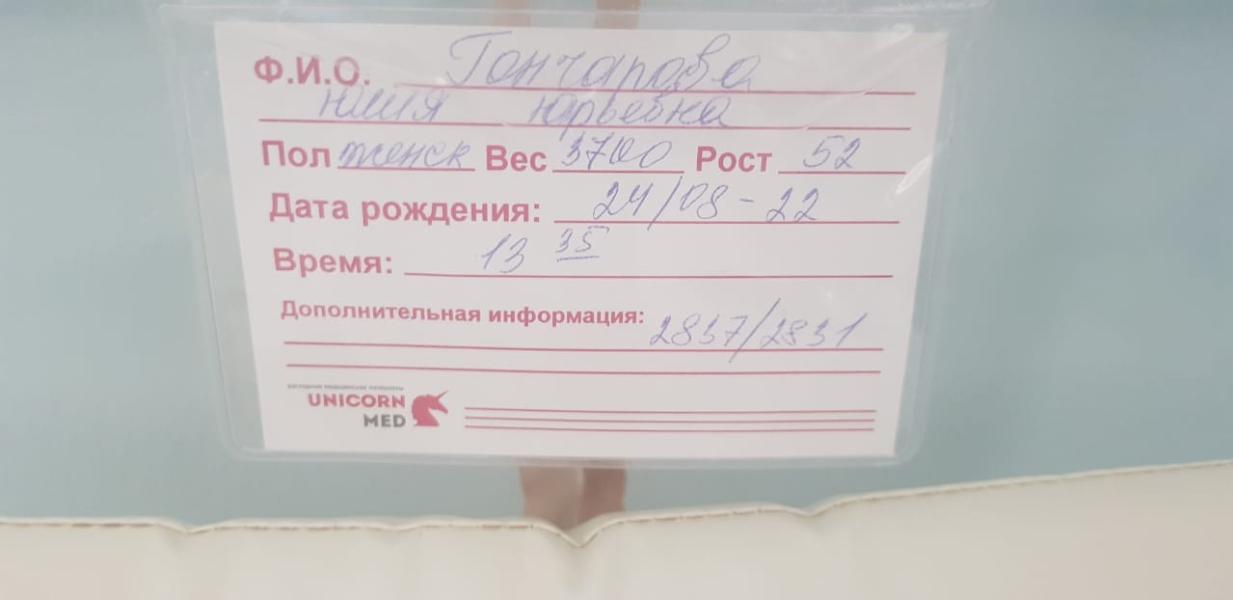 Ф.И.О. Гончарова
Юлия Юрьевна
Пол женск Вес 3700 Рост 52
Дата рождения: 24/08-22
Время: 13 35
Дополнительная информация: 2837/2831
UNICORN
MED